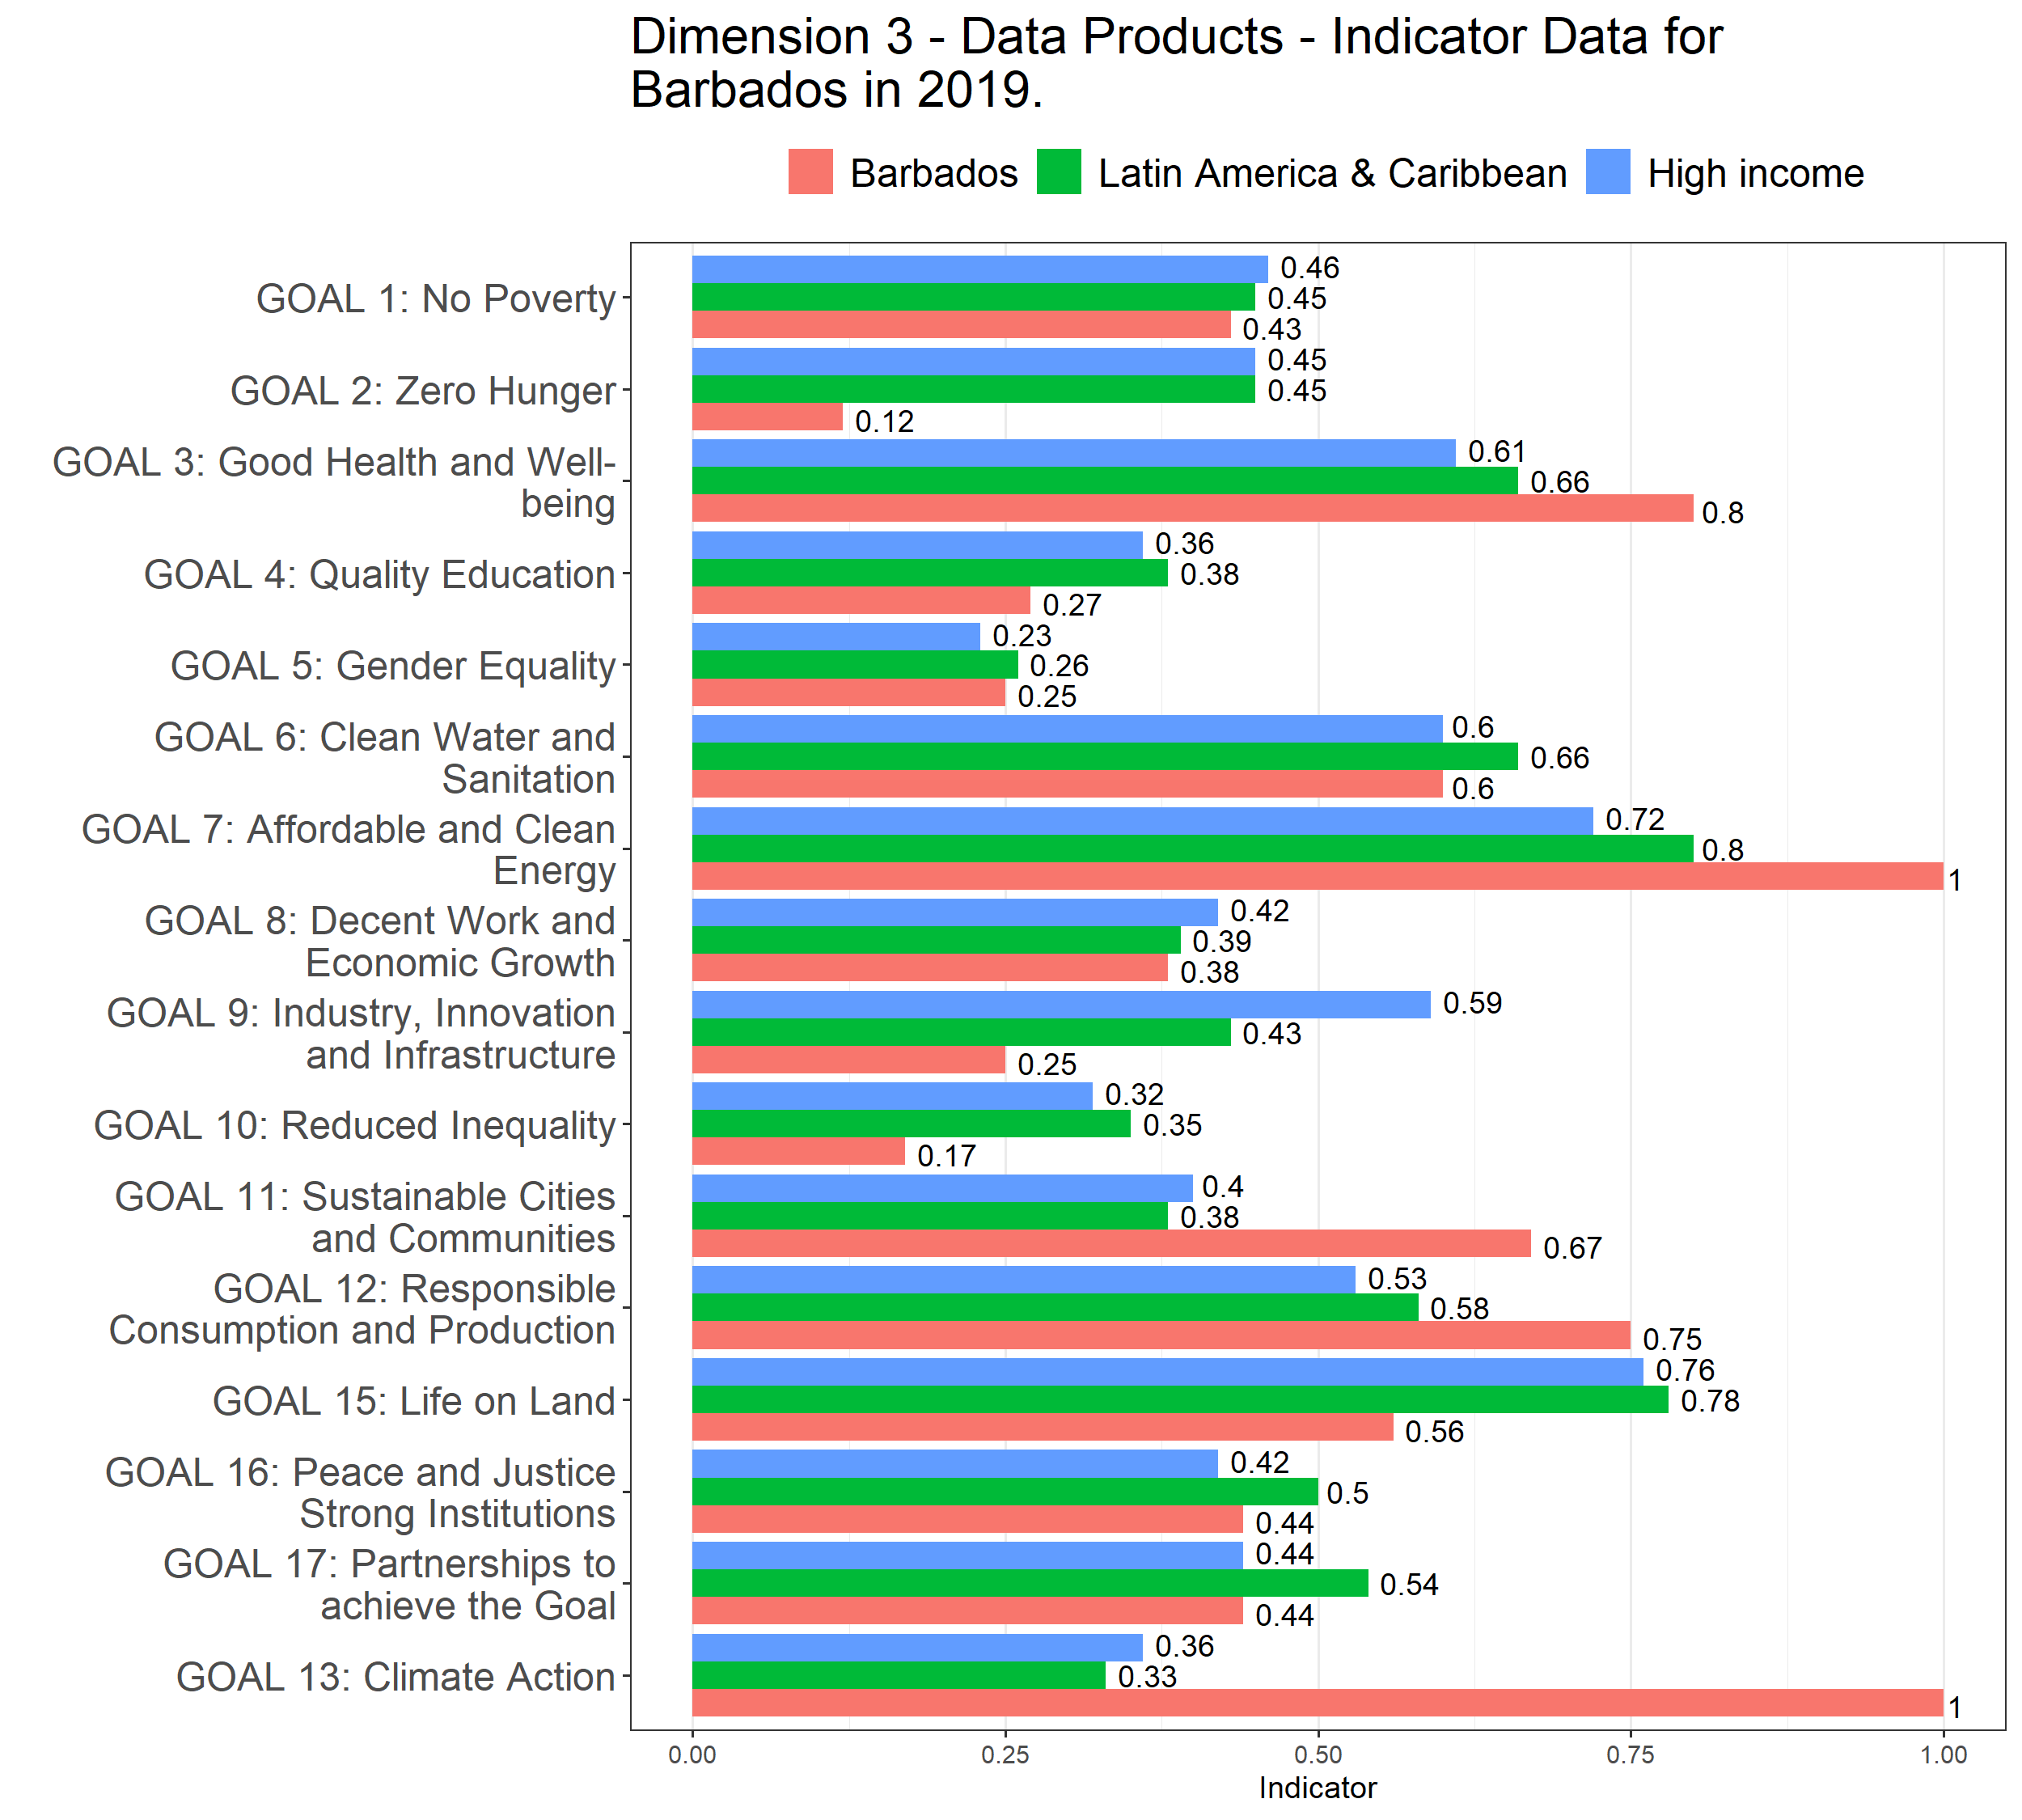 Dimension 3 - Data Products - Indicator Data for
Barbados in 2019.
Barbados Latin America & Caribbean High income
GOAL 1: No Poverty
0.46
0.45
0.43
GOAL 2: Zero Hunger
0.45
0.45
0.12
GOAL 3: Good Health and Well-
being
0.61
0.66
0.8
GOAL 4: Quality Education
0.36
0.38
0.27
GOAL 5: Gender Equality
0.23
0.26
0.25
GOAL 6: Clean Water and
Sanitation
0.6
0.66
0.6
GOAL 7: Affordable and Clean
Energy
0.72
0.8
1
GOAL 8: Decent Work and
Economic Growth
0.42
0.39
0.38
GOAL 9: Industry, Innovation
and Infrastructure
0.59
0.43
0.25
GOAL 10: Reduced Inequality
0.32
0.35
0.17
GOAL 11: Sustainable Cities
and Communities
0.4
0.38
0.67
GOAL 12: Responsible
Consumption and Production
0.53
0.58
0.75
GOAL 15: Life on Land
0.76
0.78
0.56
GOAL 16: Peace and Justice
Strong Institutions
0.42
0.5
0.44
GOAL 17: Partnerships to
achieve the Goal
0.44
0.54
0.44
GOAL 13: Climate Action
0.36
0.33
1
0.00 0.25 0.50 0.75 1.00
Indicator